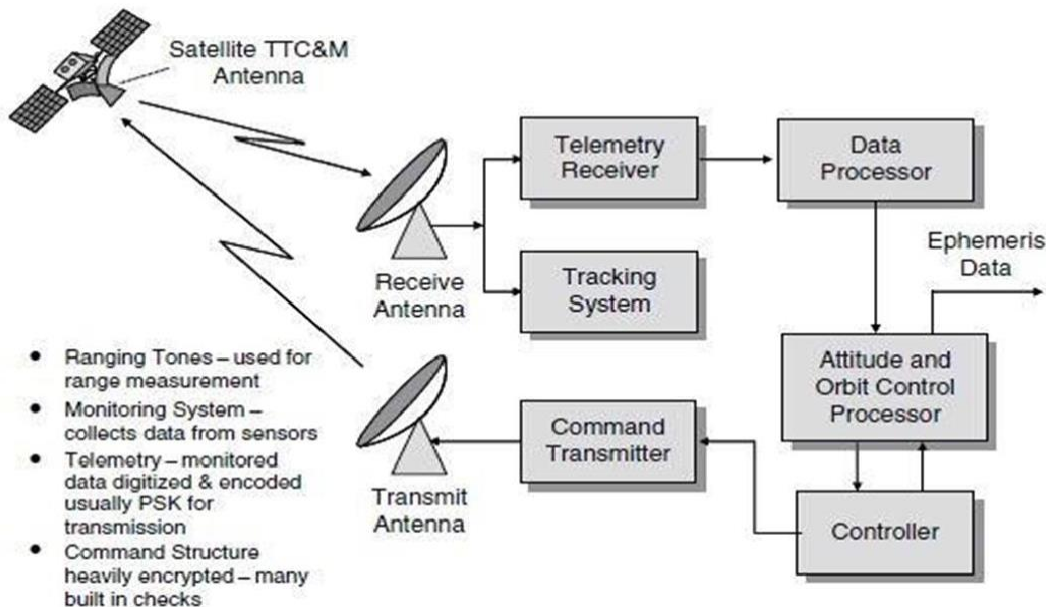 Satellite TTC&M
Antenna
Telemetry
Receiver
Data
Processor
Receive
Antenna
Tracking
System
Ephemeris
Data
Attitude and
Orbit Control
Processor
Command
Transmitter
Transmit
Antenna
Controller
• Ranging Tones – used for
range measurement
• Monitoring System –
collects data from sensors
• Telemetry – monitored
data digitized & encoded
usually PSK for
transmission
• Command Structure
heavily encrypted – many
built in checks